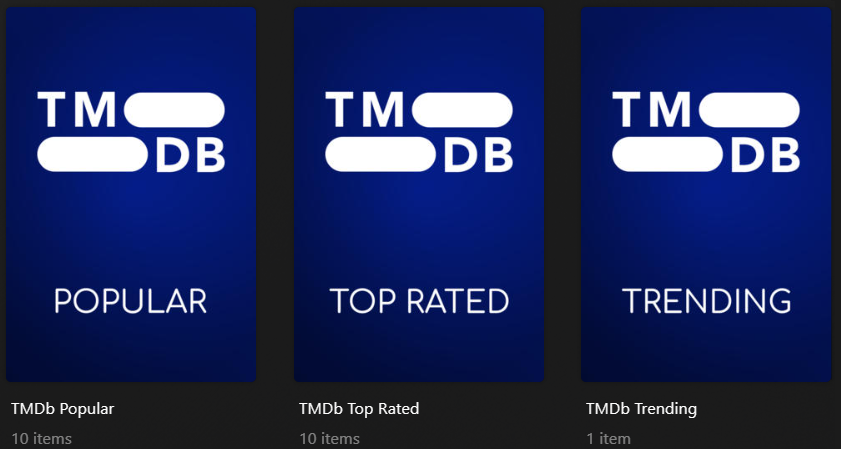 TM
DB
POPULAR
TMDb Popular
10 items
TM
DB
TOP RATED
TMDb Top Rated
10 items
TM
DB
TRENDING
TMDb Trending
1 item